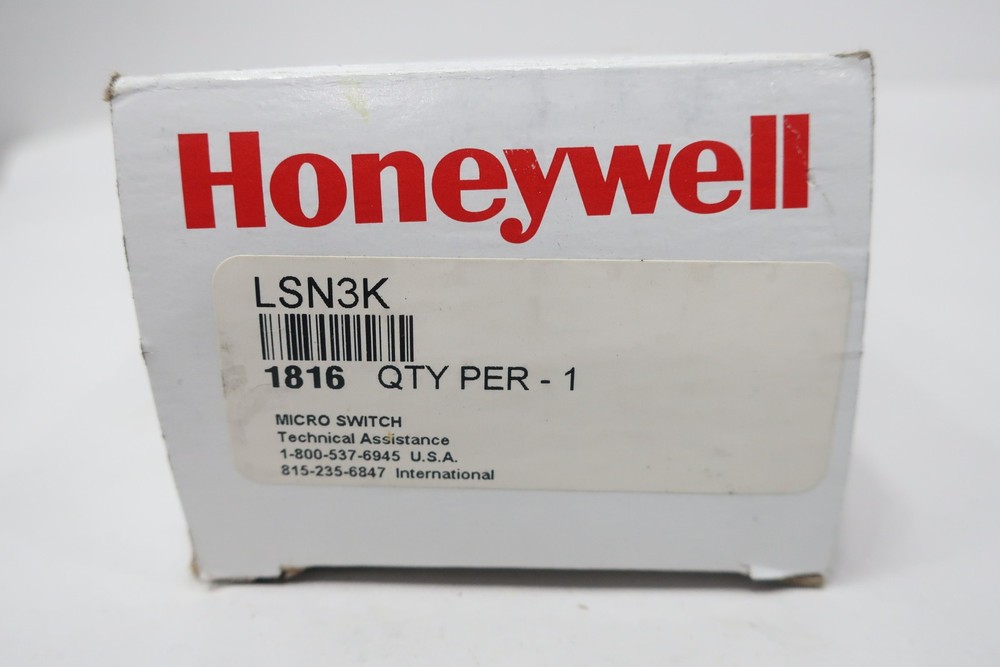 Honeywell
LSN3K
1816 QTY PER - 1
MICRO SWITCH
Technical Assistance
1-800-537-6945 U.S.A.
815-235-6847 International